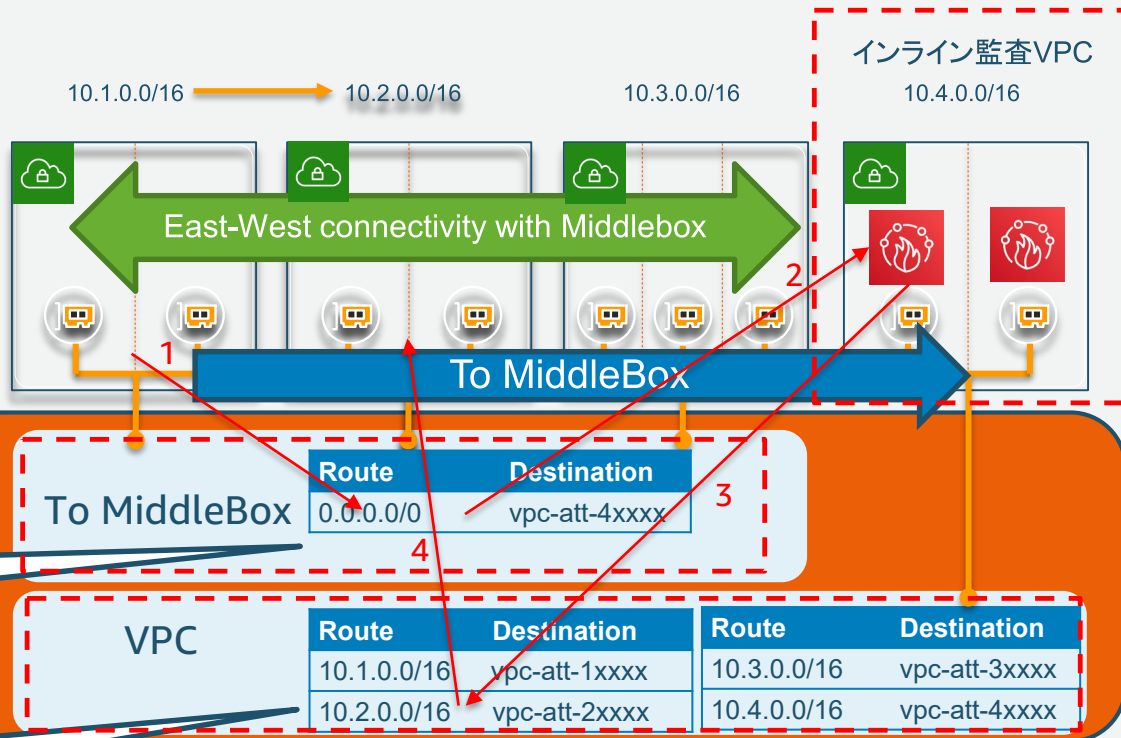 インライン監査VPC
10.1.0.0/16
10.2.0.0/16
10.3.0.0/16
10.4.0.0/16
East-West connectivity with Middlebox
2
1
To MiddleBox
Route Destination
To MiddleBox
0.0.0.0/0 vpc-att-4xxxx
3
4
VPC
Route Destination
10.1.0.0/16 vpc-att-1xxxx
10.2.0.0/16 vpc-att-2xxxx
Route Destination
10.3.0.0/16 vpc-att-3xxxx
10.4.0.0/16 vpc-att-4xxxx